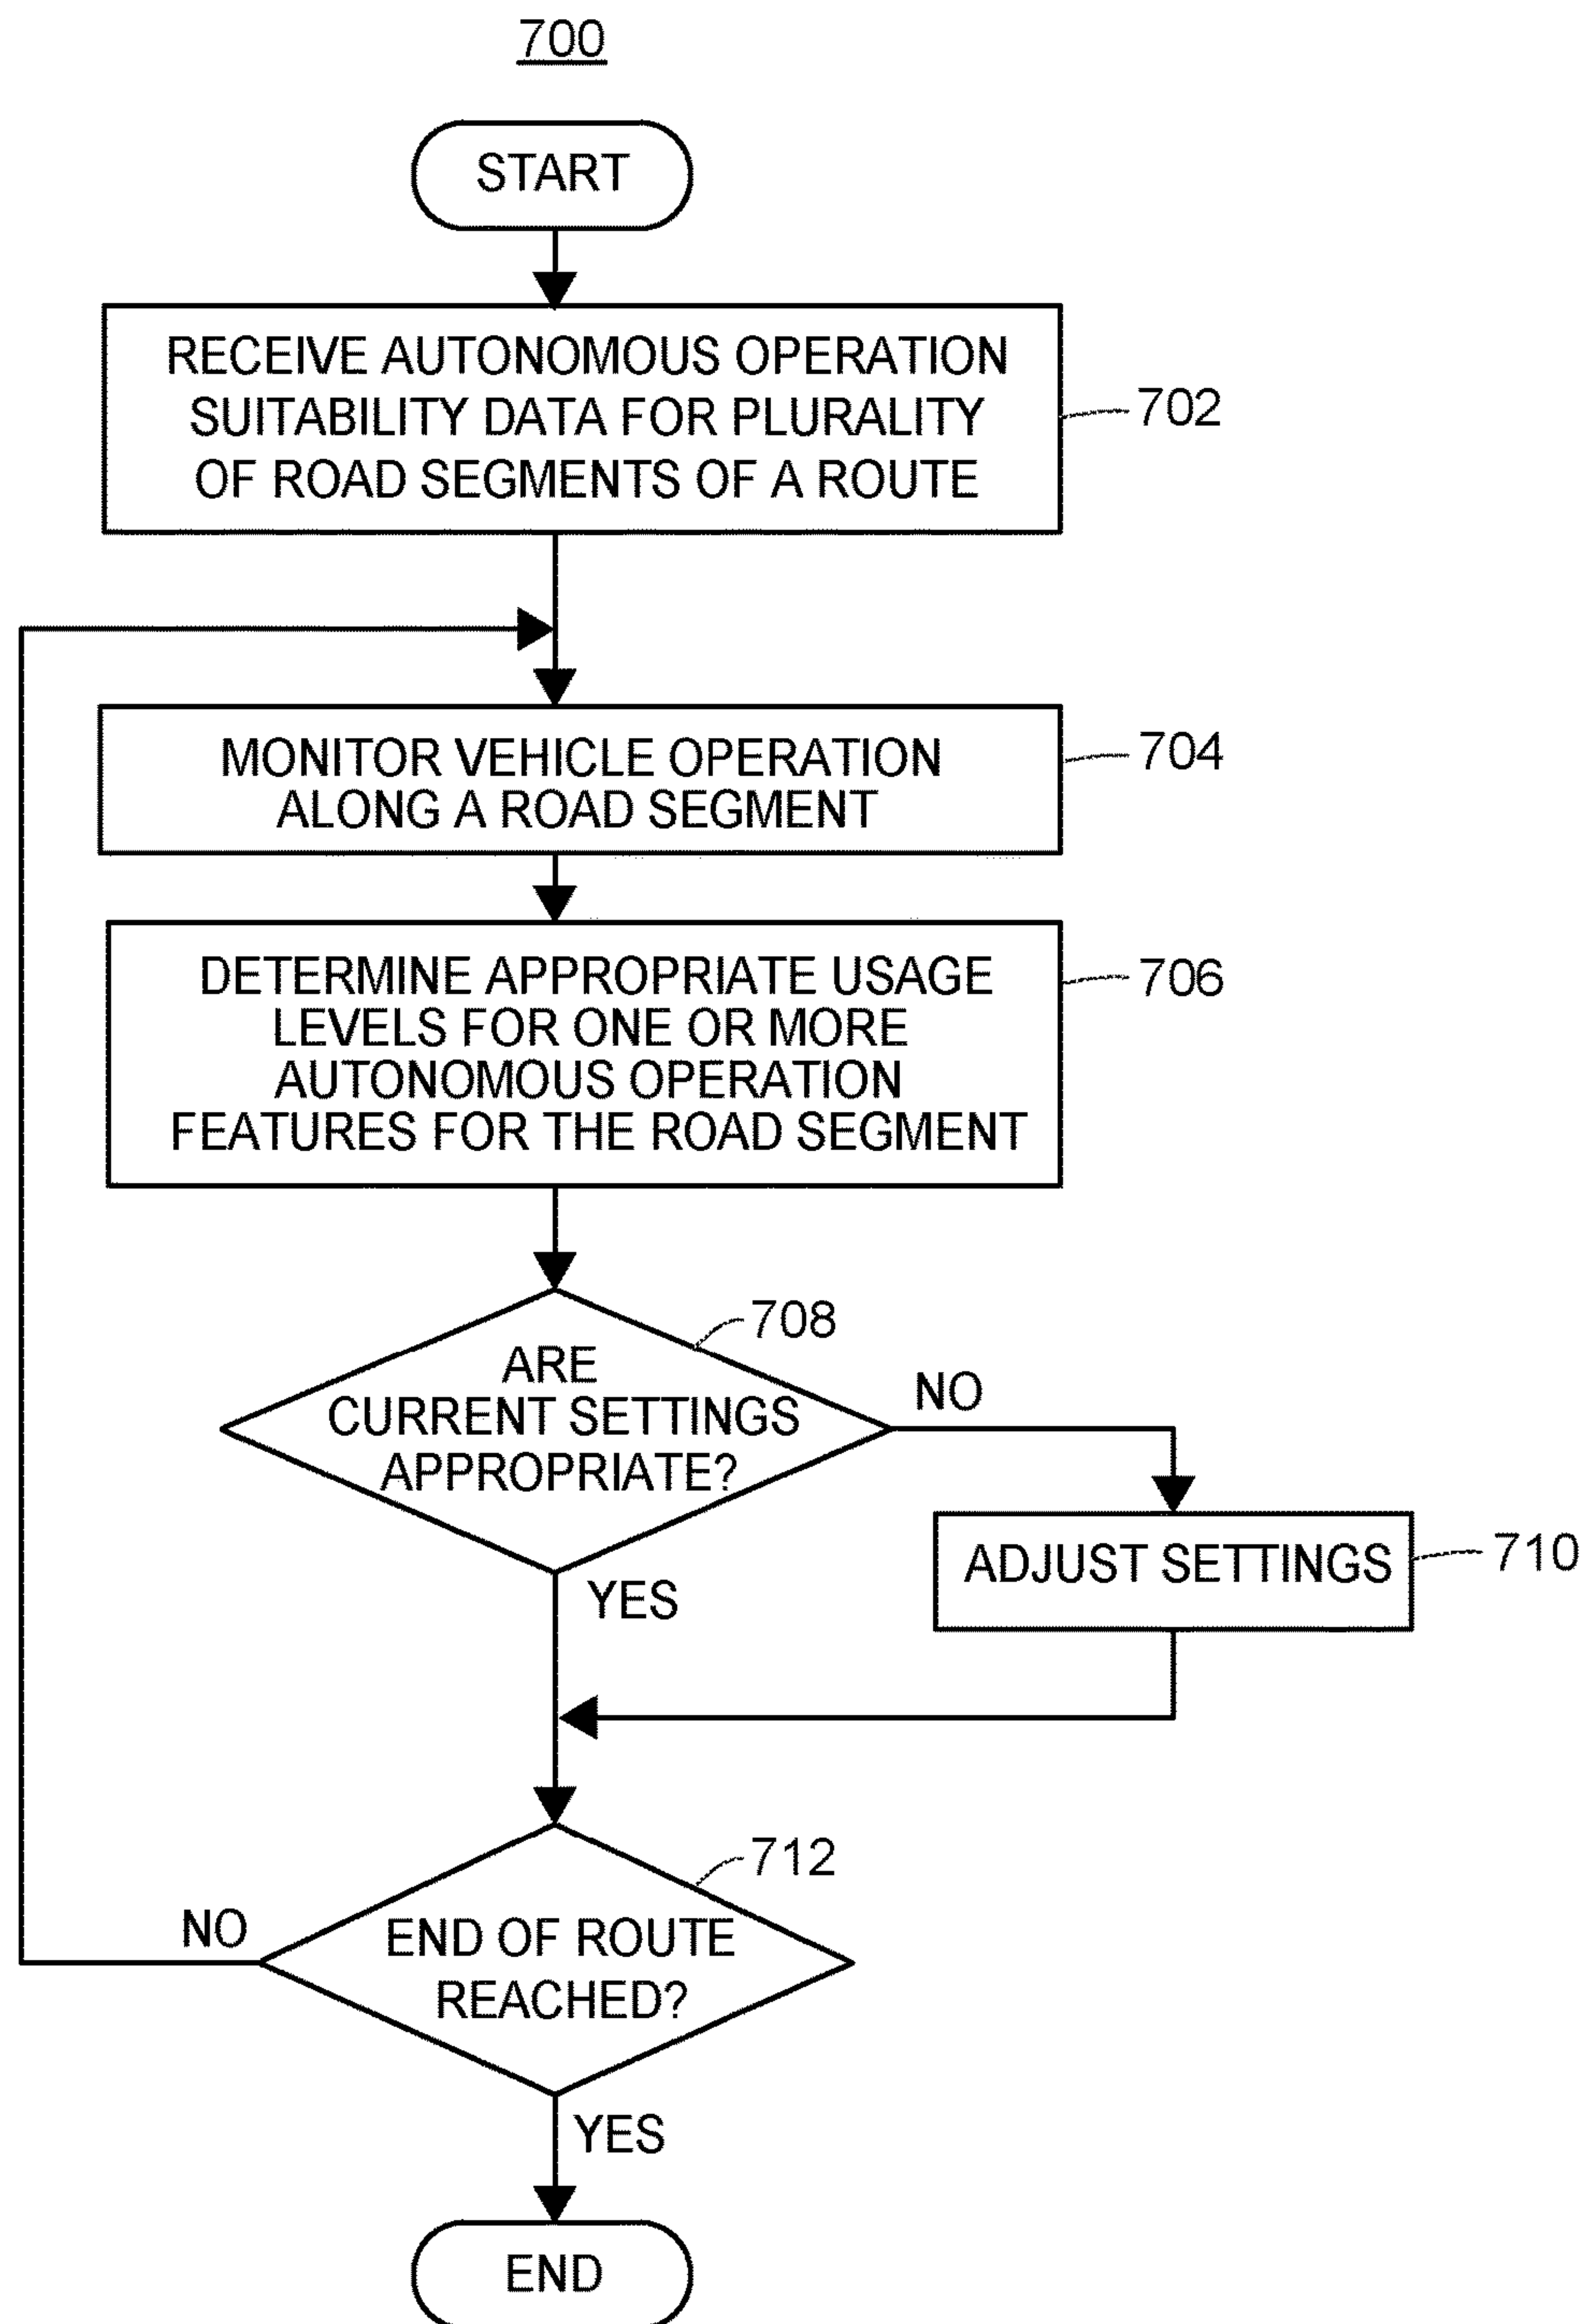 700
START
RECEIVE AUTONOMOUS OPERATION
SUITABILITY DATA FOR PLURALITY
OF ROAD SEGMENTS OF A ROUTE
702
MONITOR VEHICLE OPERATION
ALONG A ROAD SEGMENT
704
DETERMINE APPROPRIATE USAGE
LEVELS FOR ONE OR MORE
AUTONOMOUS OPERATION
FEATURES FOR THE ROAD SEGMENT
706
708
ARE
CURRENT SETTINGS
APPROPRIATE?
NO
YES
ADJUST SETTINGS
710
712
END OF ROUTE
REACHED?
NO
YES
END